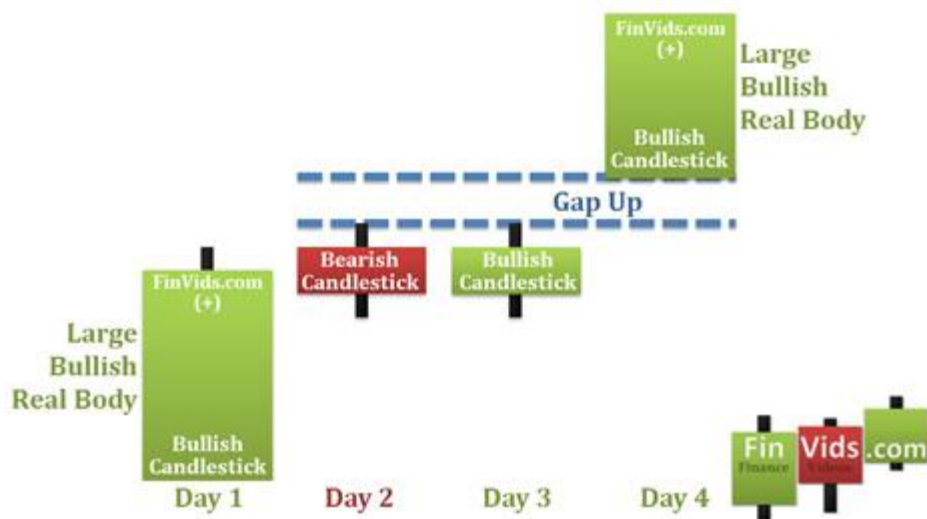 FinVids.com
(+)
Bullish
Candlestick
Large
Bullish
Real Body
Gap Up
Bearish
Candlestick
Bullish
Candlestick
FinVids.com
(+)
Bullish
Candlestick
Large
Bullish
Real Body
Day 1
Day 2
Day 3
Day 4
Fin Vids .com
Finance Videos